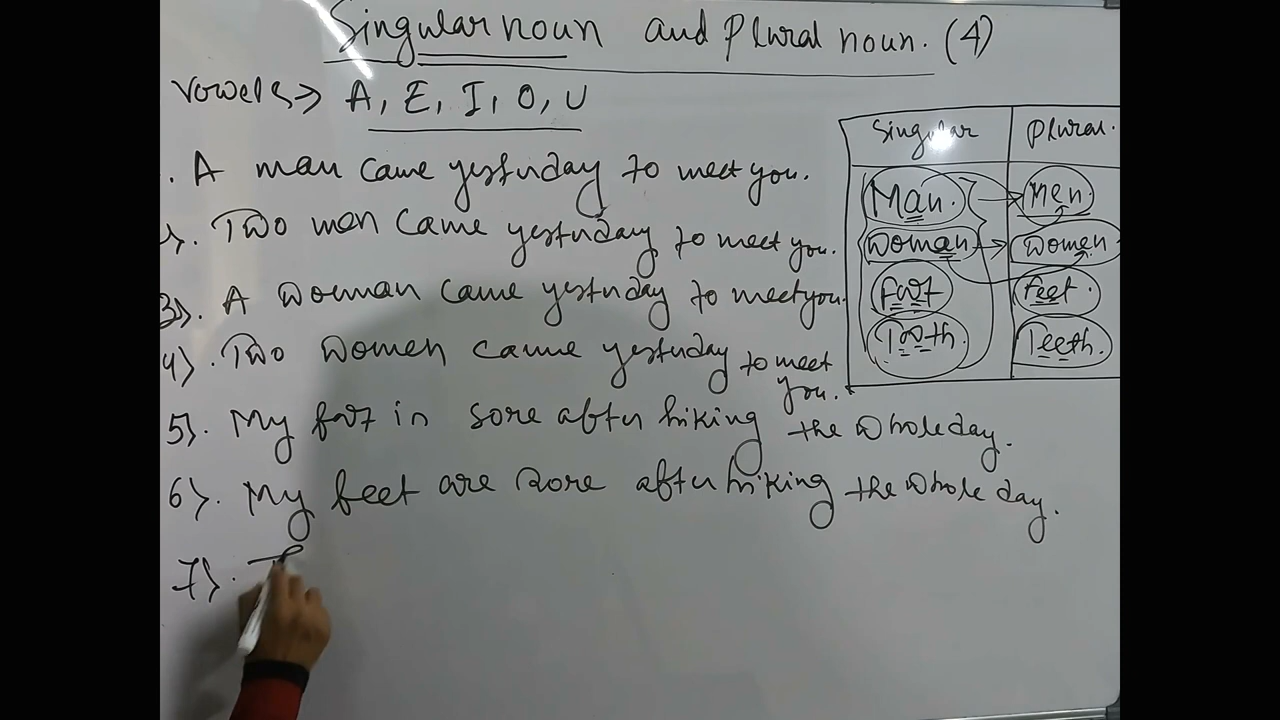 Singular noun and Plural noun. (4)
Vowels → A, E, I, O, U
. A man came yesterday to meet you.
). Two men came yesterday to meet you.
3). A woman came yesterday to meet you.
4). Two women came yesterday to meet
you.
5). My foot is sore after hiking the whole day.
6). My feet are sore after hiking the whole day.
7). T
Singular Plural.
Man. → Men.
Woman → Women
Foot Feet.
Tooth. Teeth.